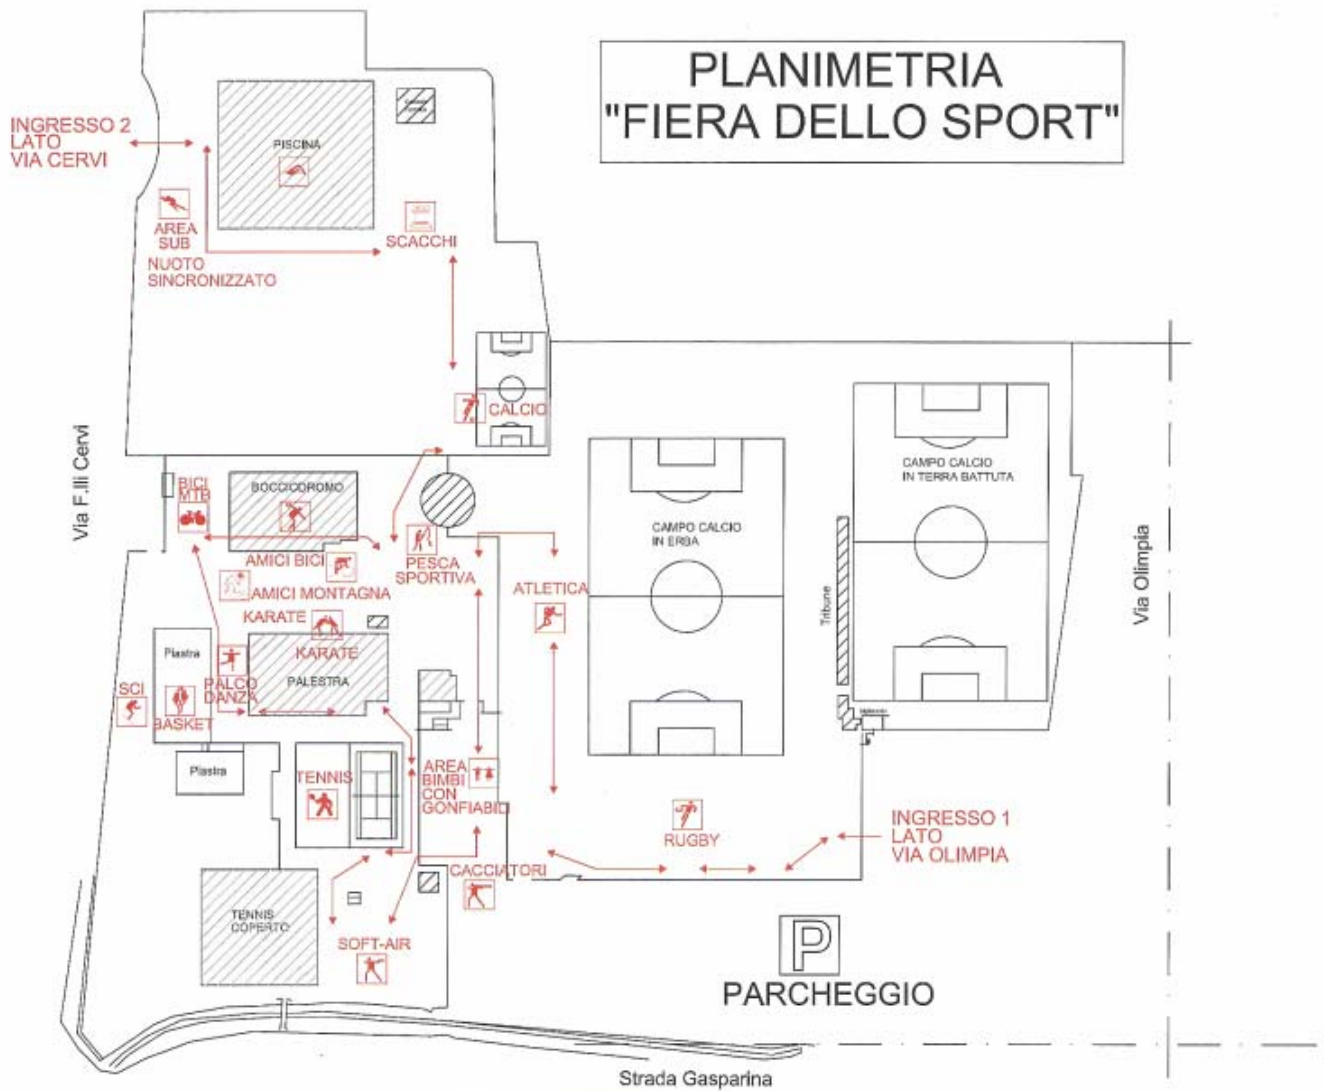 PLANIMETRIA
"FIERA DELLO SPORT"
INGRESSO 2
LATO
VIA CERVI
PISCINA
AREA
SUB
NUOTO
SINCRONIZZATO
SCACCHI
CALCIO
Via F.lli Cervi
BICI
MTB
BOCCIODROMO
AMICI BICI
AMICI MONTAGNA
PESCA
SPORTIVA
KARATE
KARATE
PALESTRA
Piastra
SCI
BASKET
PALCO
DANZA
Piastra
TENNIS
AREA
BIMBI
CON
GONFIABILI
ATLETICA
CAMPO CALCIO
IN ERBA
CAMPO CALCIO
IN TERRA BATTUTA
Tribune
Via Olimpia
RUGBY
INGRESSO 1
LATO
VIA OLIMPIA
CACCIATORI
TENNIS
COPERTO
SOFT-AIR
P
PARCHEGGIO
Strada Gasparina